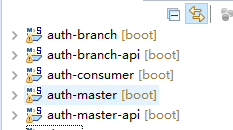 auth-branch [boot]
auth-branch-api [boot]
auth-consumer [boot]
auth-master [boot]
auth-master-api [boot]